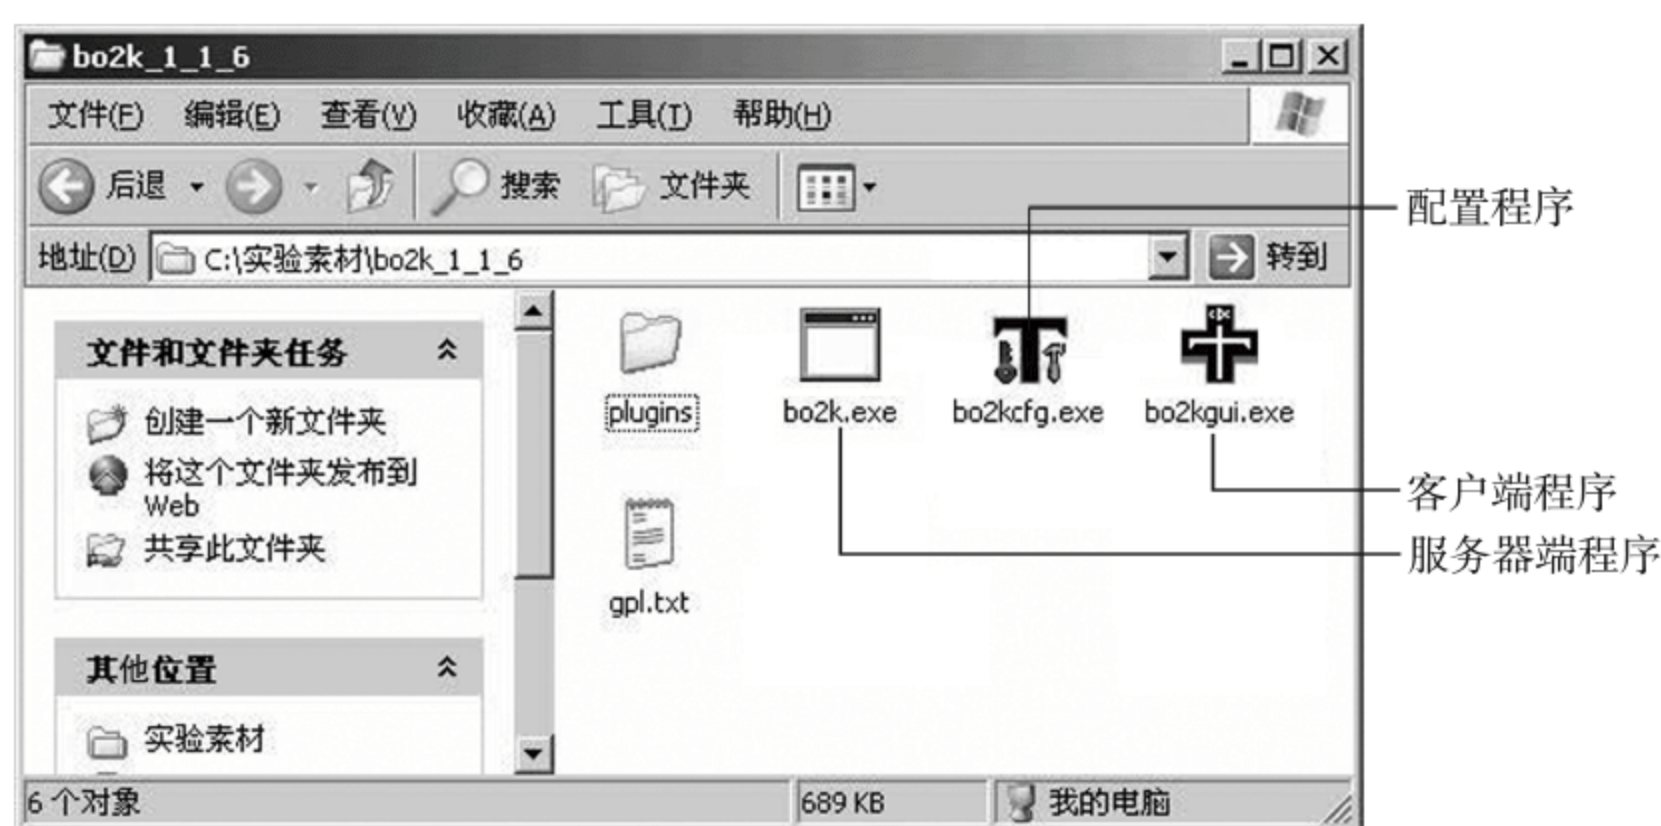 bo2k_1_1_6
文件(F) 编辑(E) 查看(V) 收藏(A) 工具(T) 帮助(H)
后退 搜索 文件夹
配置程序
地址(D) C:\实验素材\bo2k_1_1_6 转到
文件和文件夹任务
创建一个新文件夹
将这个文件夹发布到
Web
共享此文件夹
其他位置
实验素材
plugins bo2k.exe bo2kcfg.exe bo2kgui.exe
cdc
gpl.txt
客户端程序
服务器端程序
6 个对象 689 KB 我的电脑